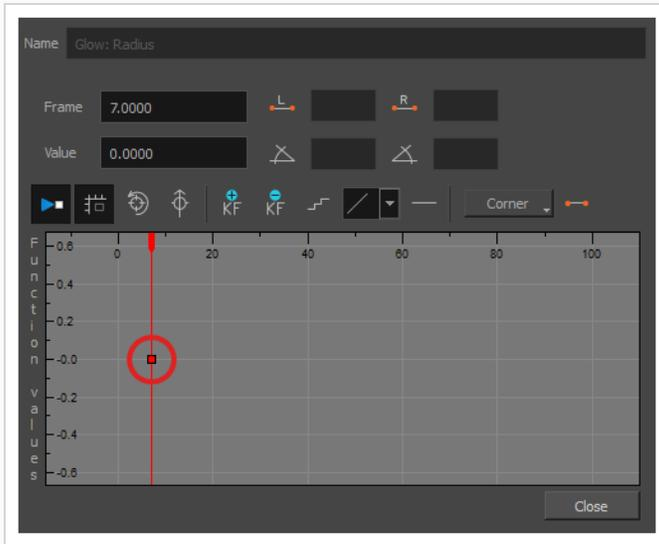 Name Glow: Radius
Frame 7.0000 L R
Value 0.0000
KF KF Corner
Function values
0 20 40 60 80 100
-0.6
-0.4
-0.2
-0.0
-0.2
-0.4
-0.6
Close